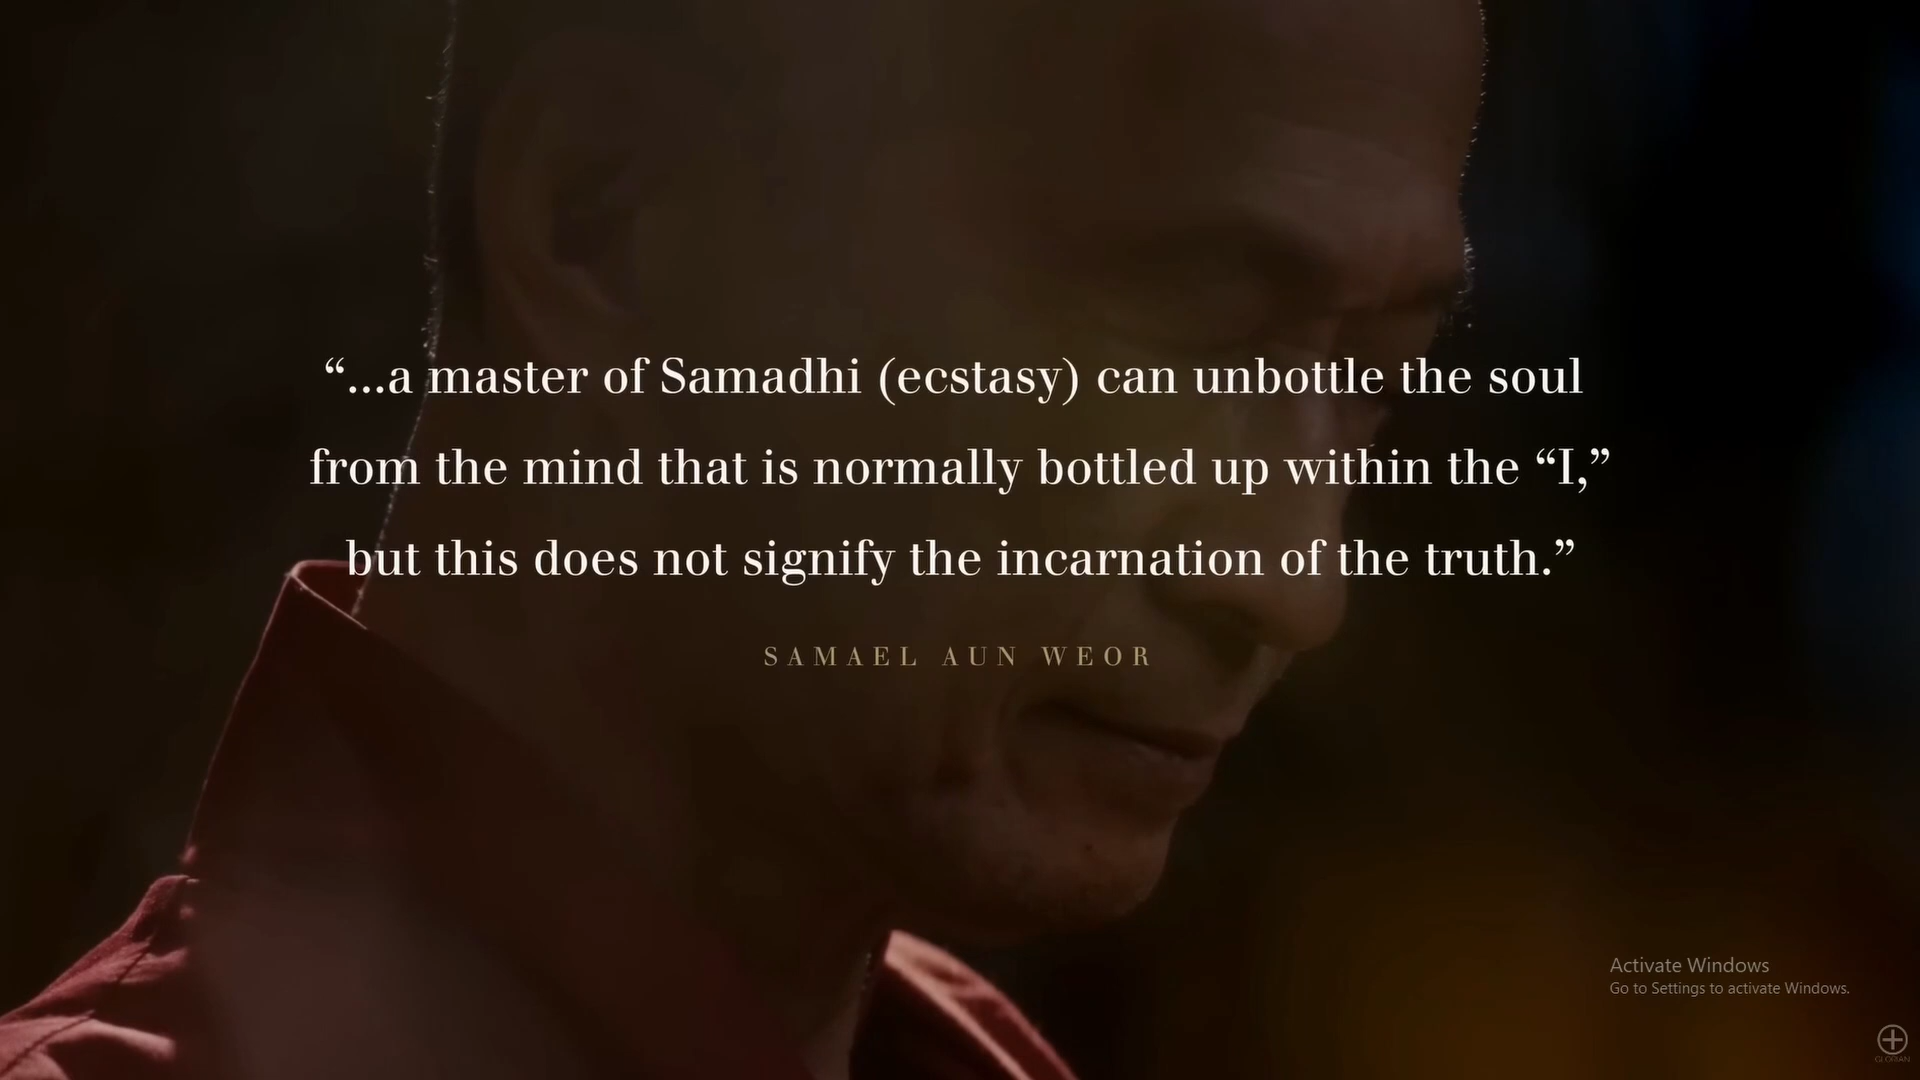 “...a master of Samadhi (ecstasy) can unbottle the soul
from the mind that is normally bottled up within the “I,”
but this does not signify the incarnation of the truth.”
SAMAEL AUN WEOR
Activate Windows
Go to Settings to activate Windows.
GLORIAN